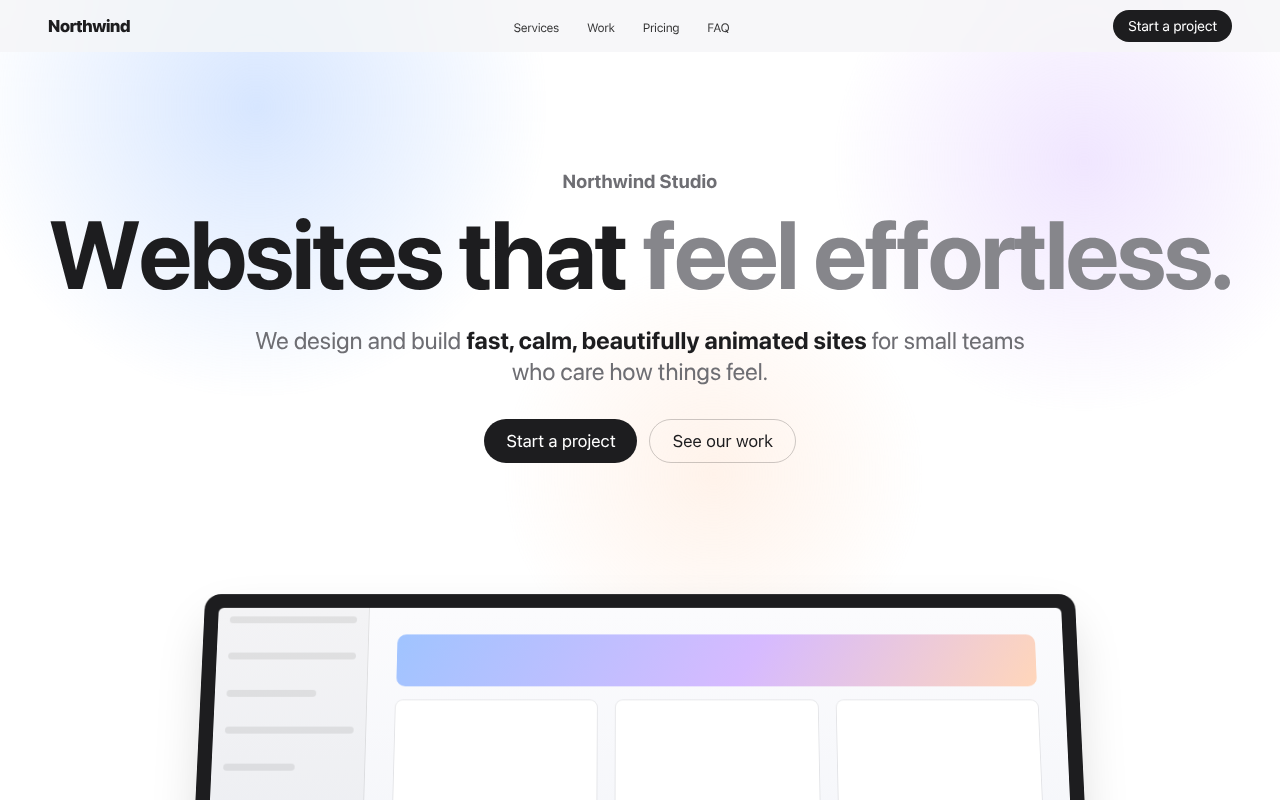 Northwind
Services
Work
Pricing
FAQ
Start a project
Northwind Studio
Websites that feel effortless.
We design and build fast, calm, beautifully animated sites for small teams
who care how things feel.
Start a project
See our work